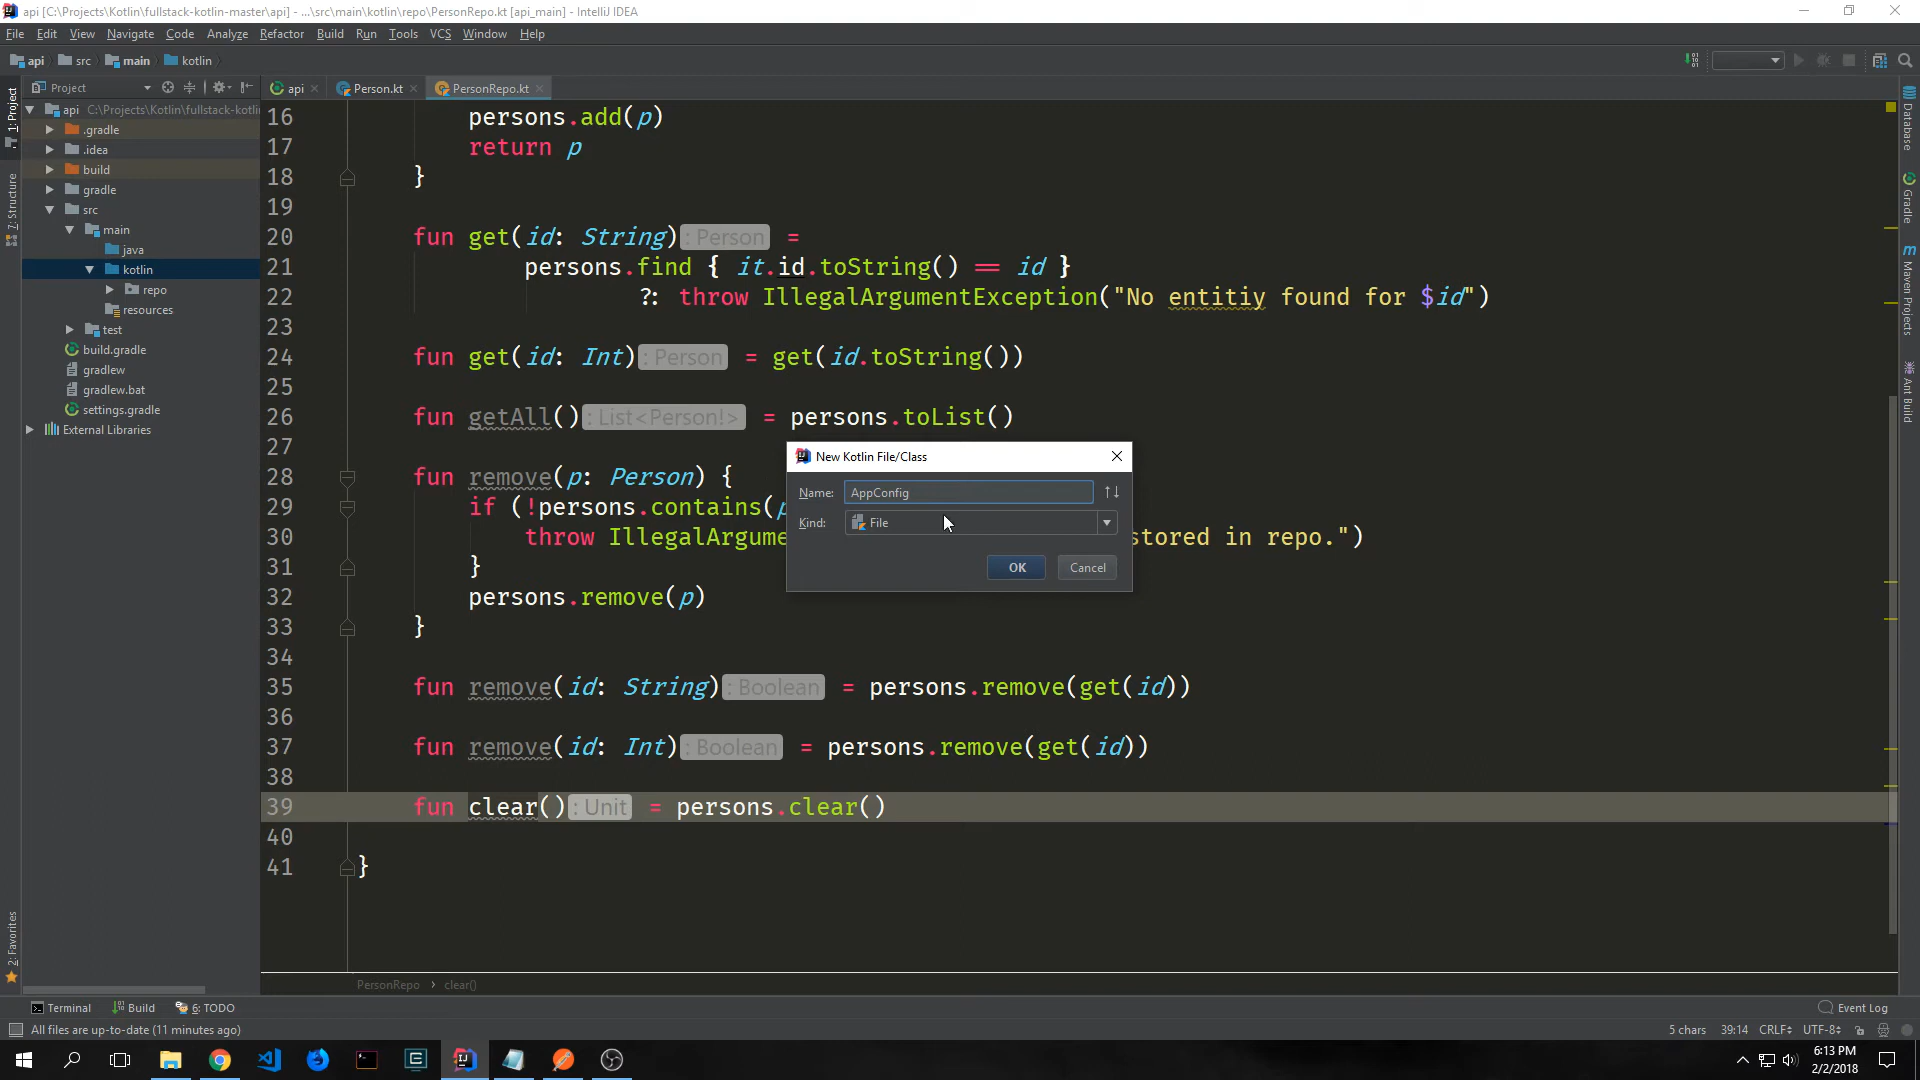 api [C:\Projects\Kotlin\fullstack-kotlin-master\api] - ...\src\main\kotlin\repo\PersonRepo.kt [api_main] - IntelliJ IDEA
File Edit View Navigate Code Analyze Refactor Build Run Tools VCS Window Help
api src main kotlin
Project
api Person.kt PersonRepo.kt
api C:\Projects\Kotlin\fullstack-kotli
.gradle
.idea
build
gradle
src
main
java
kotlin
repo
resources
test
build.gradle
gradlew
gradlew.bat
settings.gradle
External Libraries
1: Project
7: Structure
2: Favorites
16 persons.add(p)
17 return p
18 }
19
20 fun get(id: String) : Person =
21 persons.find { it.id.toString() == id }
22 ?: throw IllegalArgumentException("No entitiy found for $id")
23
24 fun get(id: Int) : Person = get(id.toString())
25
26 fun getAll() : List<Person!> = persons.toList()
27
28 fun remove(p: Person) {
29 if (!persons.contains(p
30 throw IllegalArgume stored in repo.")
31 }
32 persons.remove(p)
33 }
34
35 fun remove(id: String) : Boolean = persons.remove(get(id))
36
37 fun remove(id: Int) : Boolean = persons.remove(get(id))
38
39 fun clear() : Unit = persons.clear()
40
41 }
New Kotlin File/Class
Name: AppConfig
Kind: File
OK Cancel
Database
Gradle
Maven Projects
Ant Build
PersonRepo › clear()
Terminal Build 6: TODO Event Log
All files are up-to-date (11 minutes ago) 5 chars 39:14 CRLF UTF-8
6:13 PM
2/2/2018